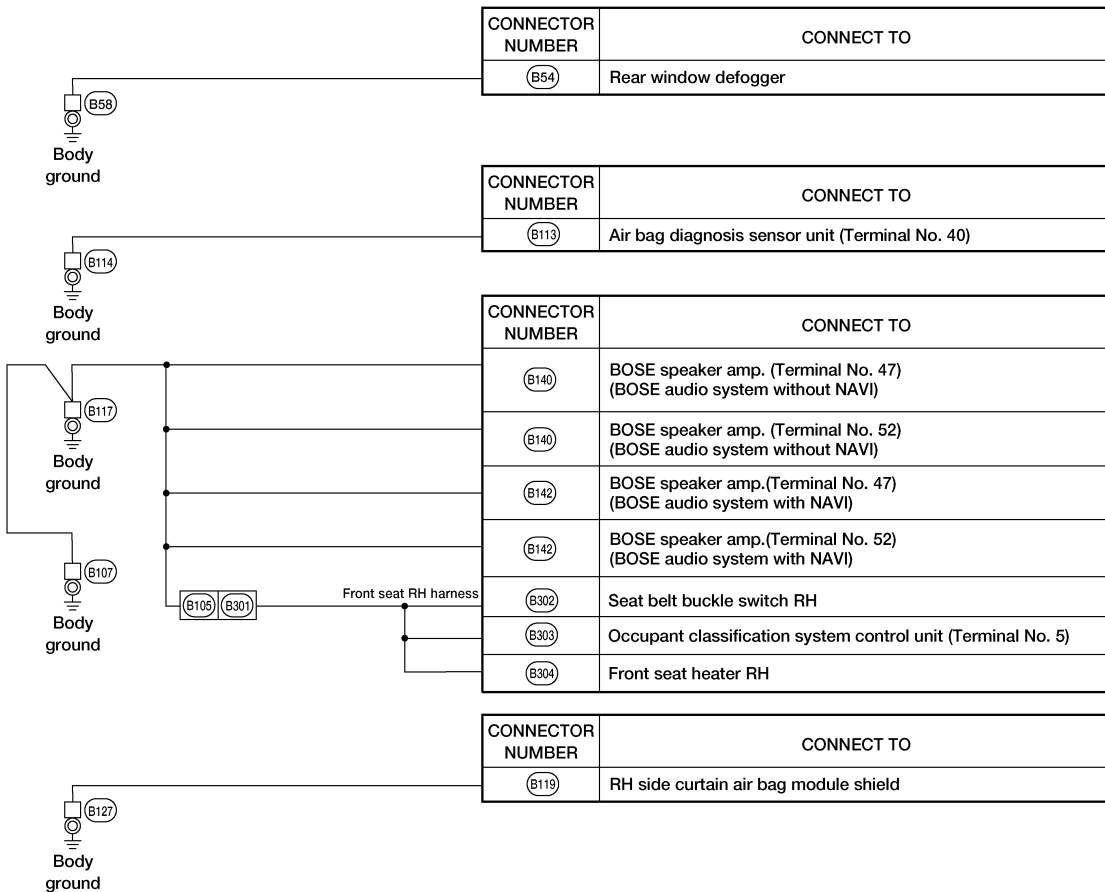 CONNECTOR
NUMBER
CONNECT TO
B54
Rear window defogger
B58
Body
ground
CONNECTOR
NUMBER
CONNECT TO
B113
Air bag diagnosis sensor unit (Terminal No. 40)
B114
Body
ground
CONNECTOR
NUMBER
CONNECT TO
B140
BOSE speaker amp. (Terminal No. 47)
(BOSE audio system without NAVI)
B117
Body
ground
B140
BOSE speaker amp. (Terminal No. 52)
(BOSE audio system without NAVI)
B142
BOSE speaker amp.(Terminal No. 47)
(BOSE audio system with NAVI)
B142
BOSE speaker amp.(Terminal No. 52)
(BOSE audio system with NAVI)
B107
Body
ground
B105 B301
Front seat RH harness
B302
Seat belt buckle switch RH
B303
Occupant classification system control unit (Terminal No. 5)
B304
Front seat heater RH
CONNECTOR
NUMBER
CONNECT TO
B119
RH side curtain air bag module shield
B127
Body
ground